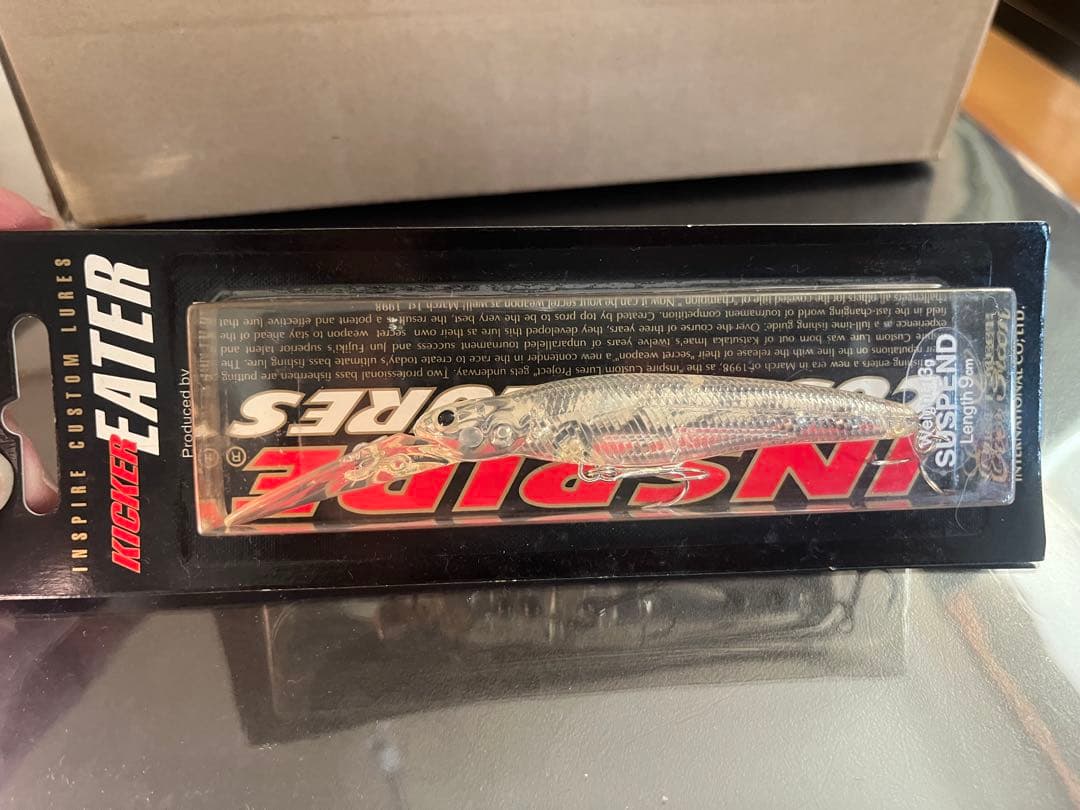 INSPIRE CUSTOM LURES
KICKER
EATER
Produced by
®
fishing enters a new era in March of 1998, as the "inspire Custom Lures Project", gets underway. Two professional bass fishermen are putting
reputations on the line with the release of their "secret weapon", a new contender in the race to create today's ultimate bass fishing lure. The
Custom Lure was born out of Katsutaka Imae's twelve years of unparalleled tournament success and Jun Fujki's superior talent and
experience as a full-time fishing guide. Over the course of three years, they developed this lure as their own "secret" weapon to stay ahead of the
field in the fast-changing world of tournament competition. Created by top pros to be the very best, the result is a potent and effective lure that
challenges all others for the coveted title of "champion." Now it can be your secret weapon as well. March 1st 1998
LURES
INSPIRE
SUSPEND
Length 9cm
INTERNATIONAL CO., LTD.